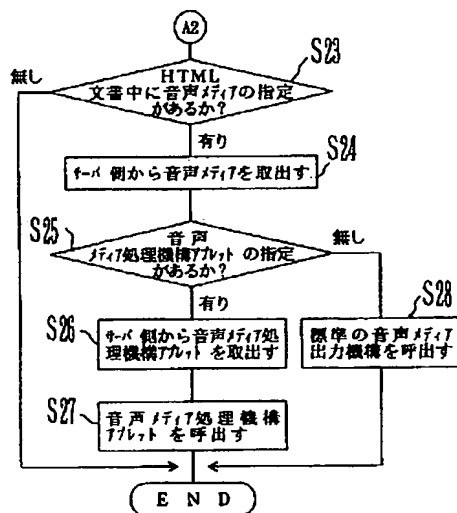 A2
S23
無し
HTML
文書中に音声メディアの指定
があるか?
有り
S24
サーバ 側から音声メディアを取出す
S25
音声
メディア処理機構アプレット の指定
があるか?
無し
有り
S26
サーバ 側から音声メディア処
理機構アプレット を取出す
S28
標準の音声メディア
出力機構を呼出す
S27
音声メディア処理機構
アプレット を呼出す
END